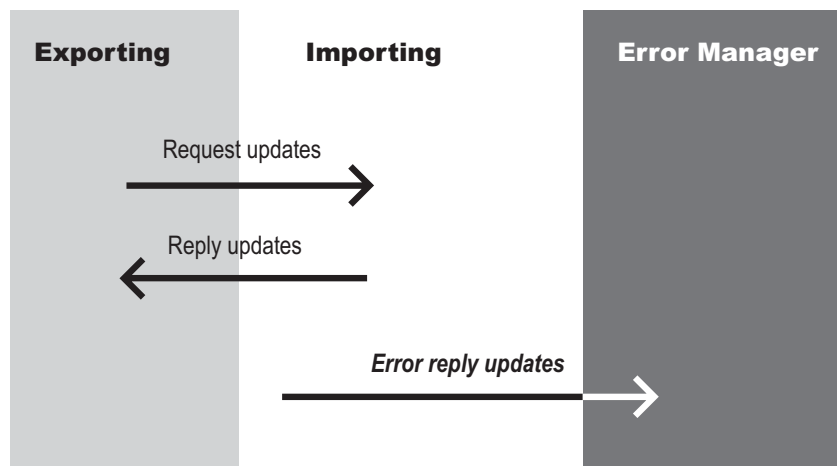 Exporting
Importing
Error Manager
Request updates
Reply updates
Error reply updates